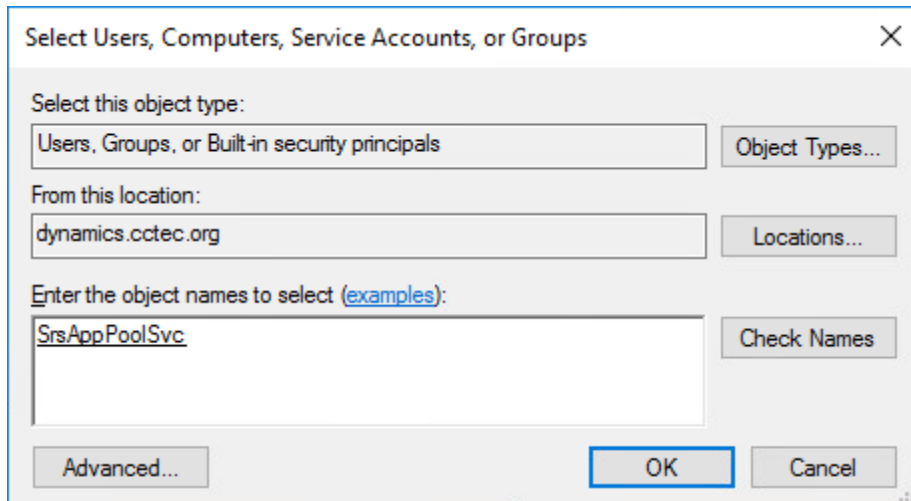 Select Users, Computers, Service Accounts, or Groups
Select this object type:
Users, Groups, or Built-in security principals
Object Types...
From this location:
dynamics.cctec.org
Locations...
Enter the object names to select (examples):
SrsAppPoolSvc
Check Names
Advanced...
OK
Cancel